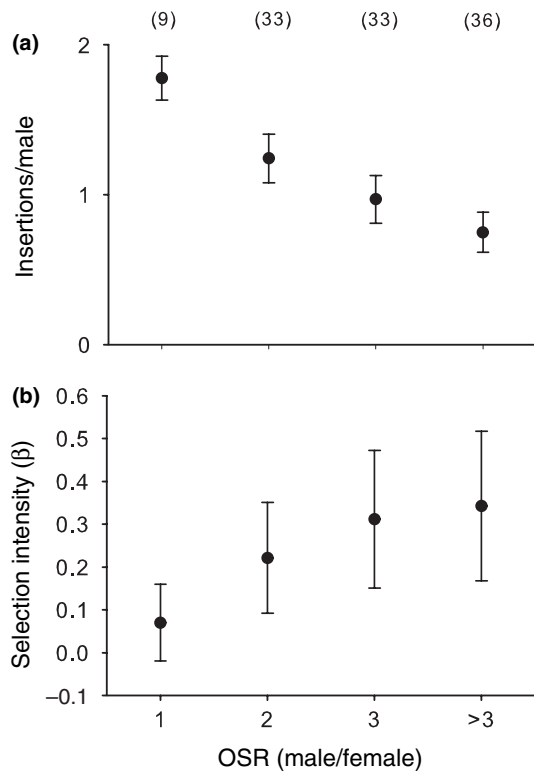 (9) (33) (33) (36)
(a)
2
1
0
Insertions/male
(b)
0.6
0.5
0.4
0.3
0.2
0.1
0.0
–0.1
Selection intensity (β)
1 2 3 >3
OSR (male/female)